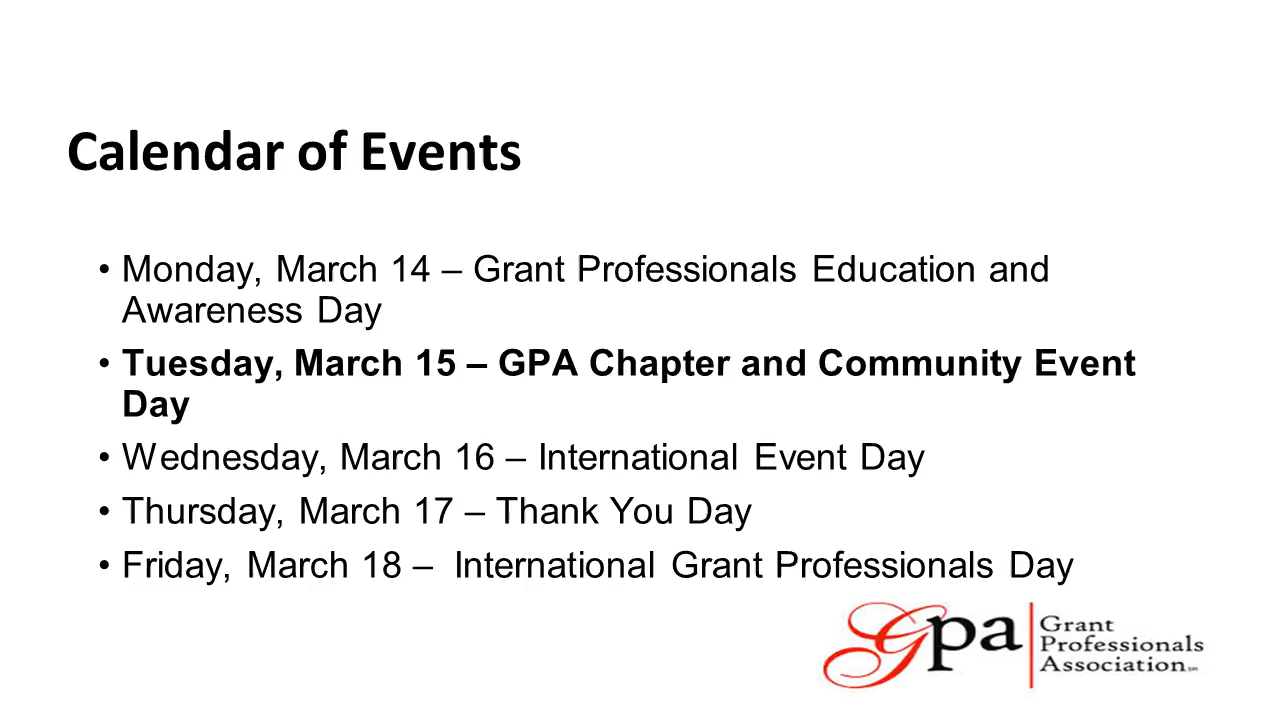 Calendar of Events
• Monday, March 14 – Grant Professionals Education and
Awareness Day
• Tuesday, March 15 – GPA Chapter and Community Event
Day
• Wednesday, March 16 – International Event Day
• Thursday, March 17 – Thank You Day
• Friday, March 18 –  International Grant Professionals Day
gpa
Grant
Professionals
Association℠